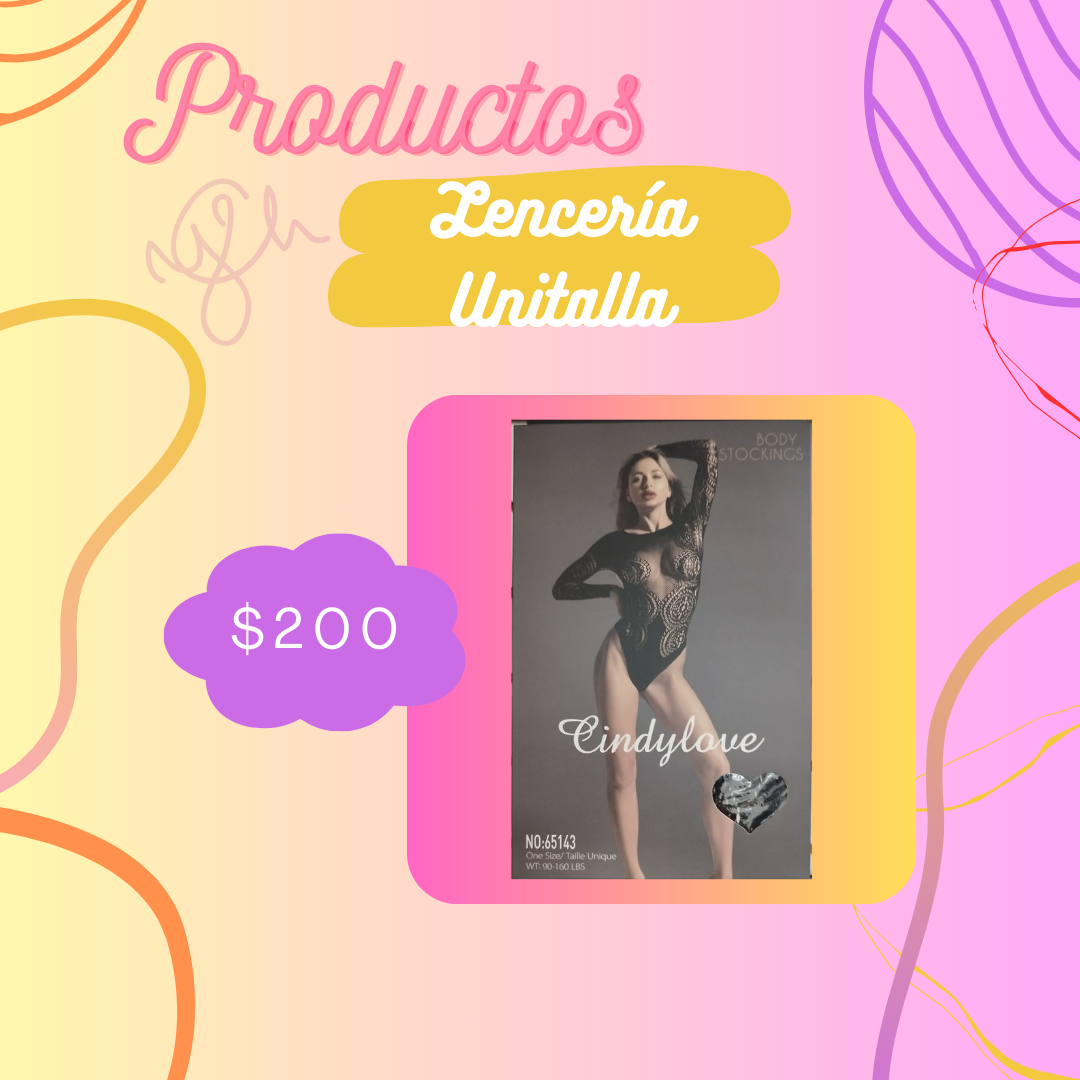 Productos
Lencería
Unitalla
BODY
STOCKINGS
$200
Cindylove
NO:65143
One Size/ Taille Unique
WT: 90-160 LBS